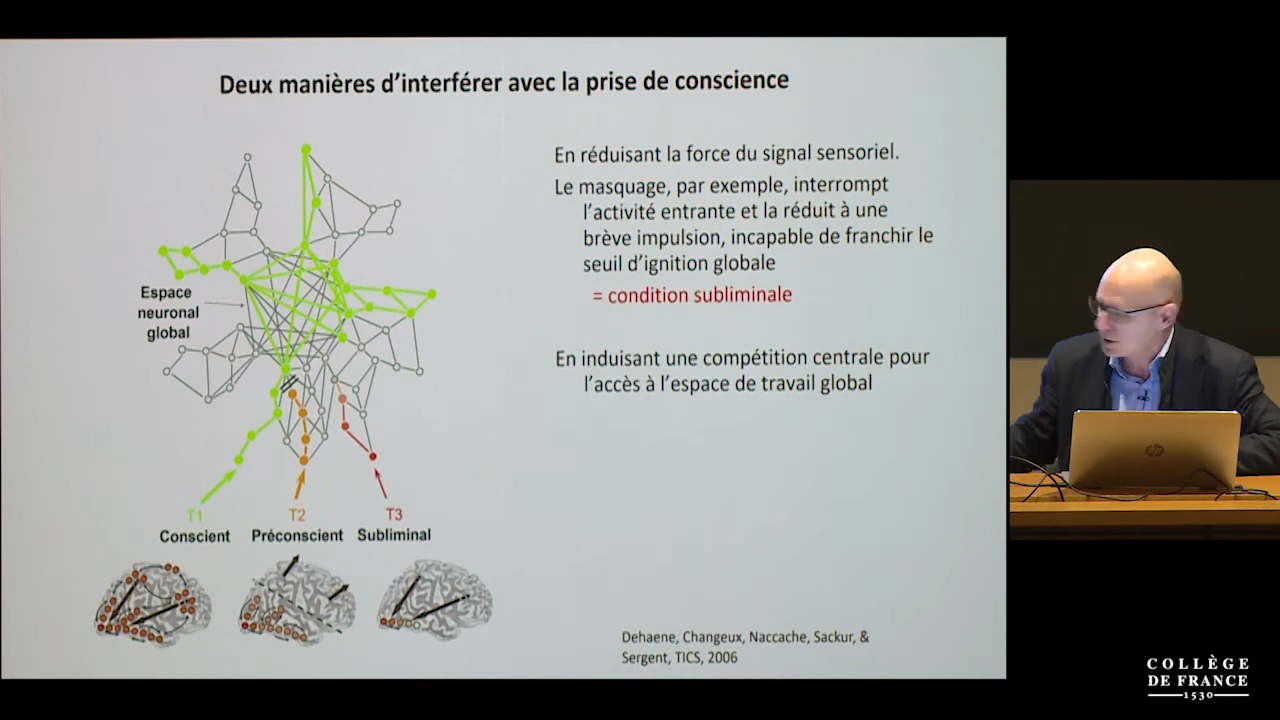 Deux manières d'interférer avec la prise de conscience
En réduisant la force du signal sensoriel.
Le masquage, par exemple, interrompt
l'activité entrante et la réduit à une
brève impulsion, incapable de franchir le
seuil d'ignition globale
= condition subliminale
En induisant une compétition centrale pour
l'accès à l'espace de travail global
Espace
neuronal
global
T1
T2
T3
Conscient
Préconscient
Subliminal
Dehaene, Changeux, Naccache, Sackur, &
Sergent, TICS, 2006
hp
COLLÈGE
DE FRANCE
1530